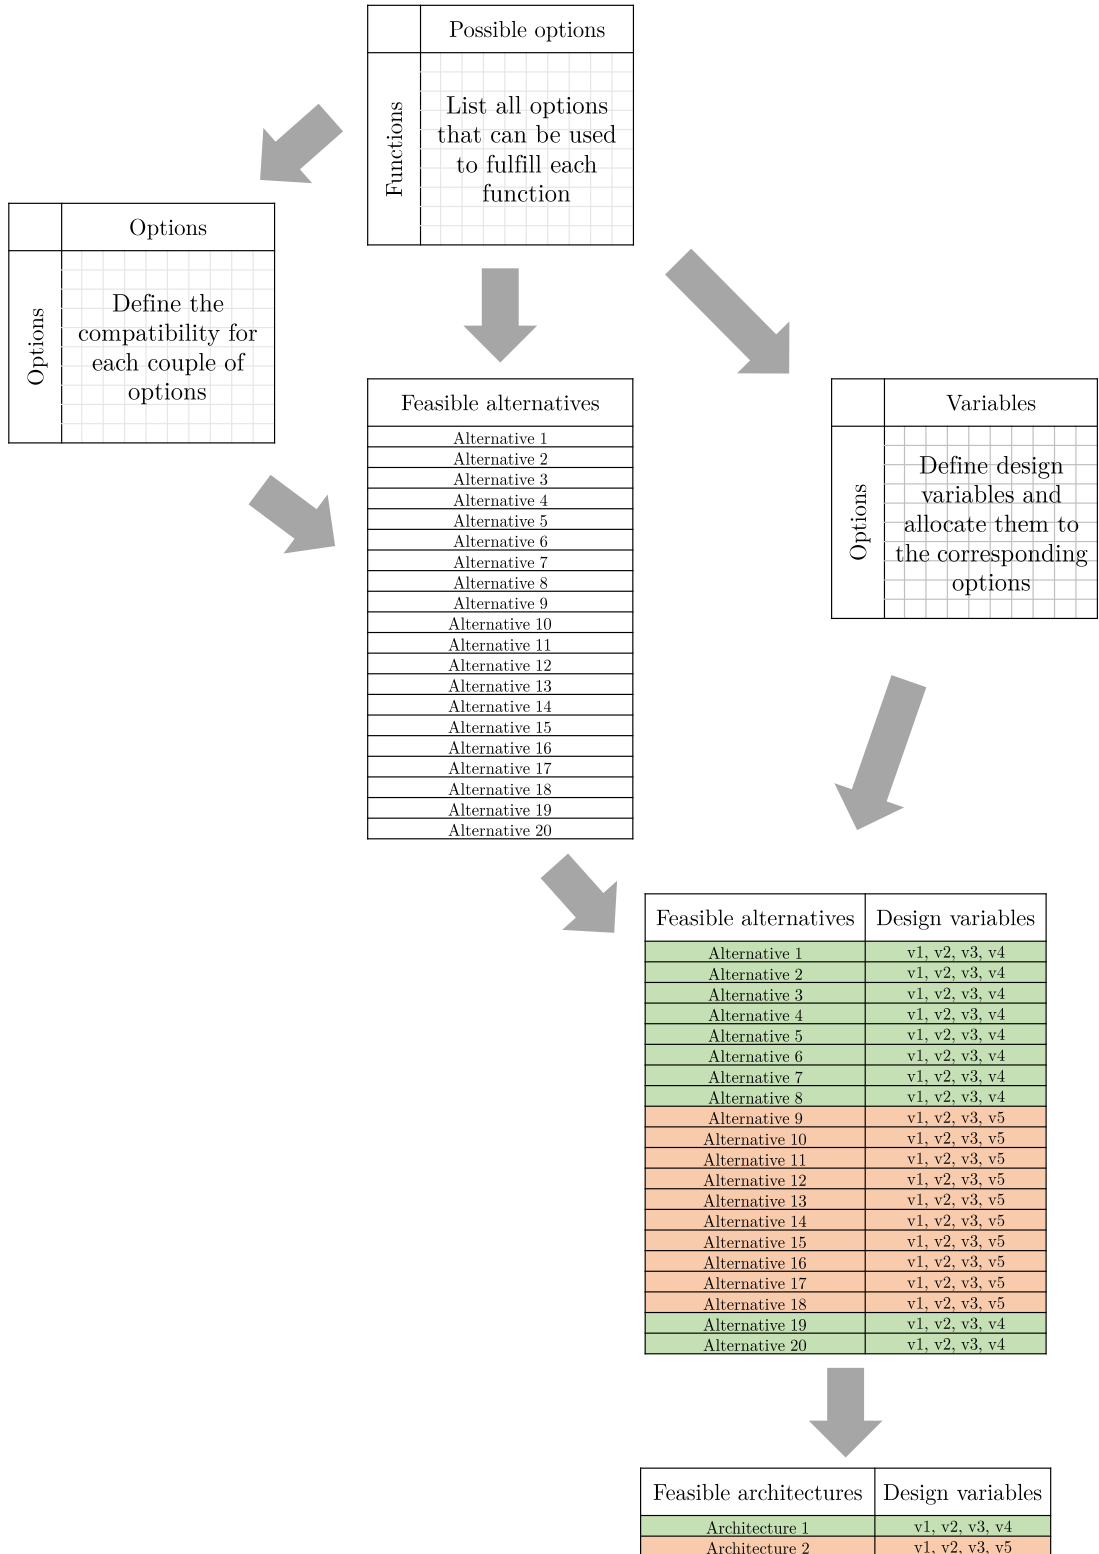 Possible options
Functions
List all options
that can be used
to fulfill each
function
Options
Options
Define the
compatibility for
each couple of
options
Feasible alternatives
Alternative 1
Alternative 2
Alternative 3
Alternative 4
Alternative 5
Alternative 6
Alternative 7
Alternative 8
Alternative 9
Alternative 10
Alternative 11
Alternative 12
Alternative 13
Alternative 14
Alternative 15
Alternative 16
Alternative 17
Alternative 18
Alternative 19
Alternative 20
Variables
Options
Define design
variables and
allocate them to
the corresponding
options
Feasible alternatives Design variables
Alternative 1 v1, v2, v3, v4
Alternative 2 v1, v2, v3, v4
Alternative 3 v1, v2, v3, v4
Alternative 4 v1, v2, v3, v4
Alternative 5 v1, v2, v3, v4
Alternative 6 v1, v2, v3, v4
Alternative 7 v1, v2, v3, v4
Alternative 8 v1, v2, v3, v4
Alternative 9 v1, v2, v3, v5
Alternative 10 v1, v2, v3, v5
Alternative 11 v1, v2, v3, v5
Alternative 12 v1, v2, v3, v5
Alternative 13 v1, v2, v3, v5
Alternative 14 v1, v2, v3, v5
Alternative 15 v1, v2, v3, v5
Alternative 16 v1, v2, v3, v5
Alternative 17 v1, v2, v3, v5
Alternative 18 v1, v2, v3, v5
Alternative 19 v1, v2, v3, v4
Alternative 20 v1, v2, v3, v4
Feasible architectures Design variables
Architecture 1 v1, v2, v3, v4
Architecture 2 v1, v2, v3, v5